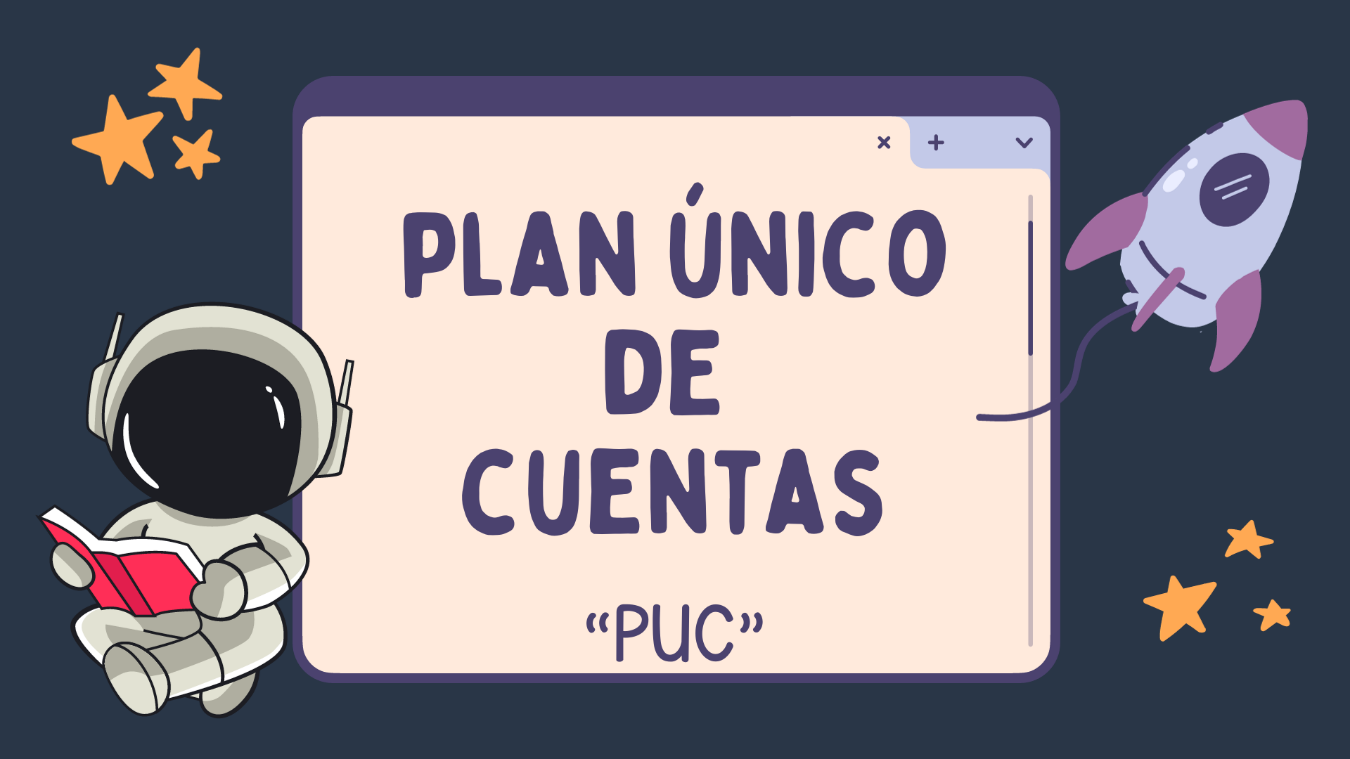 PLAN ÚNICO
DE
CUENTAS
“PUC”